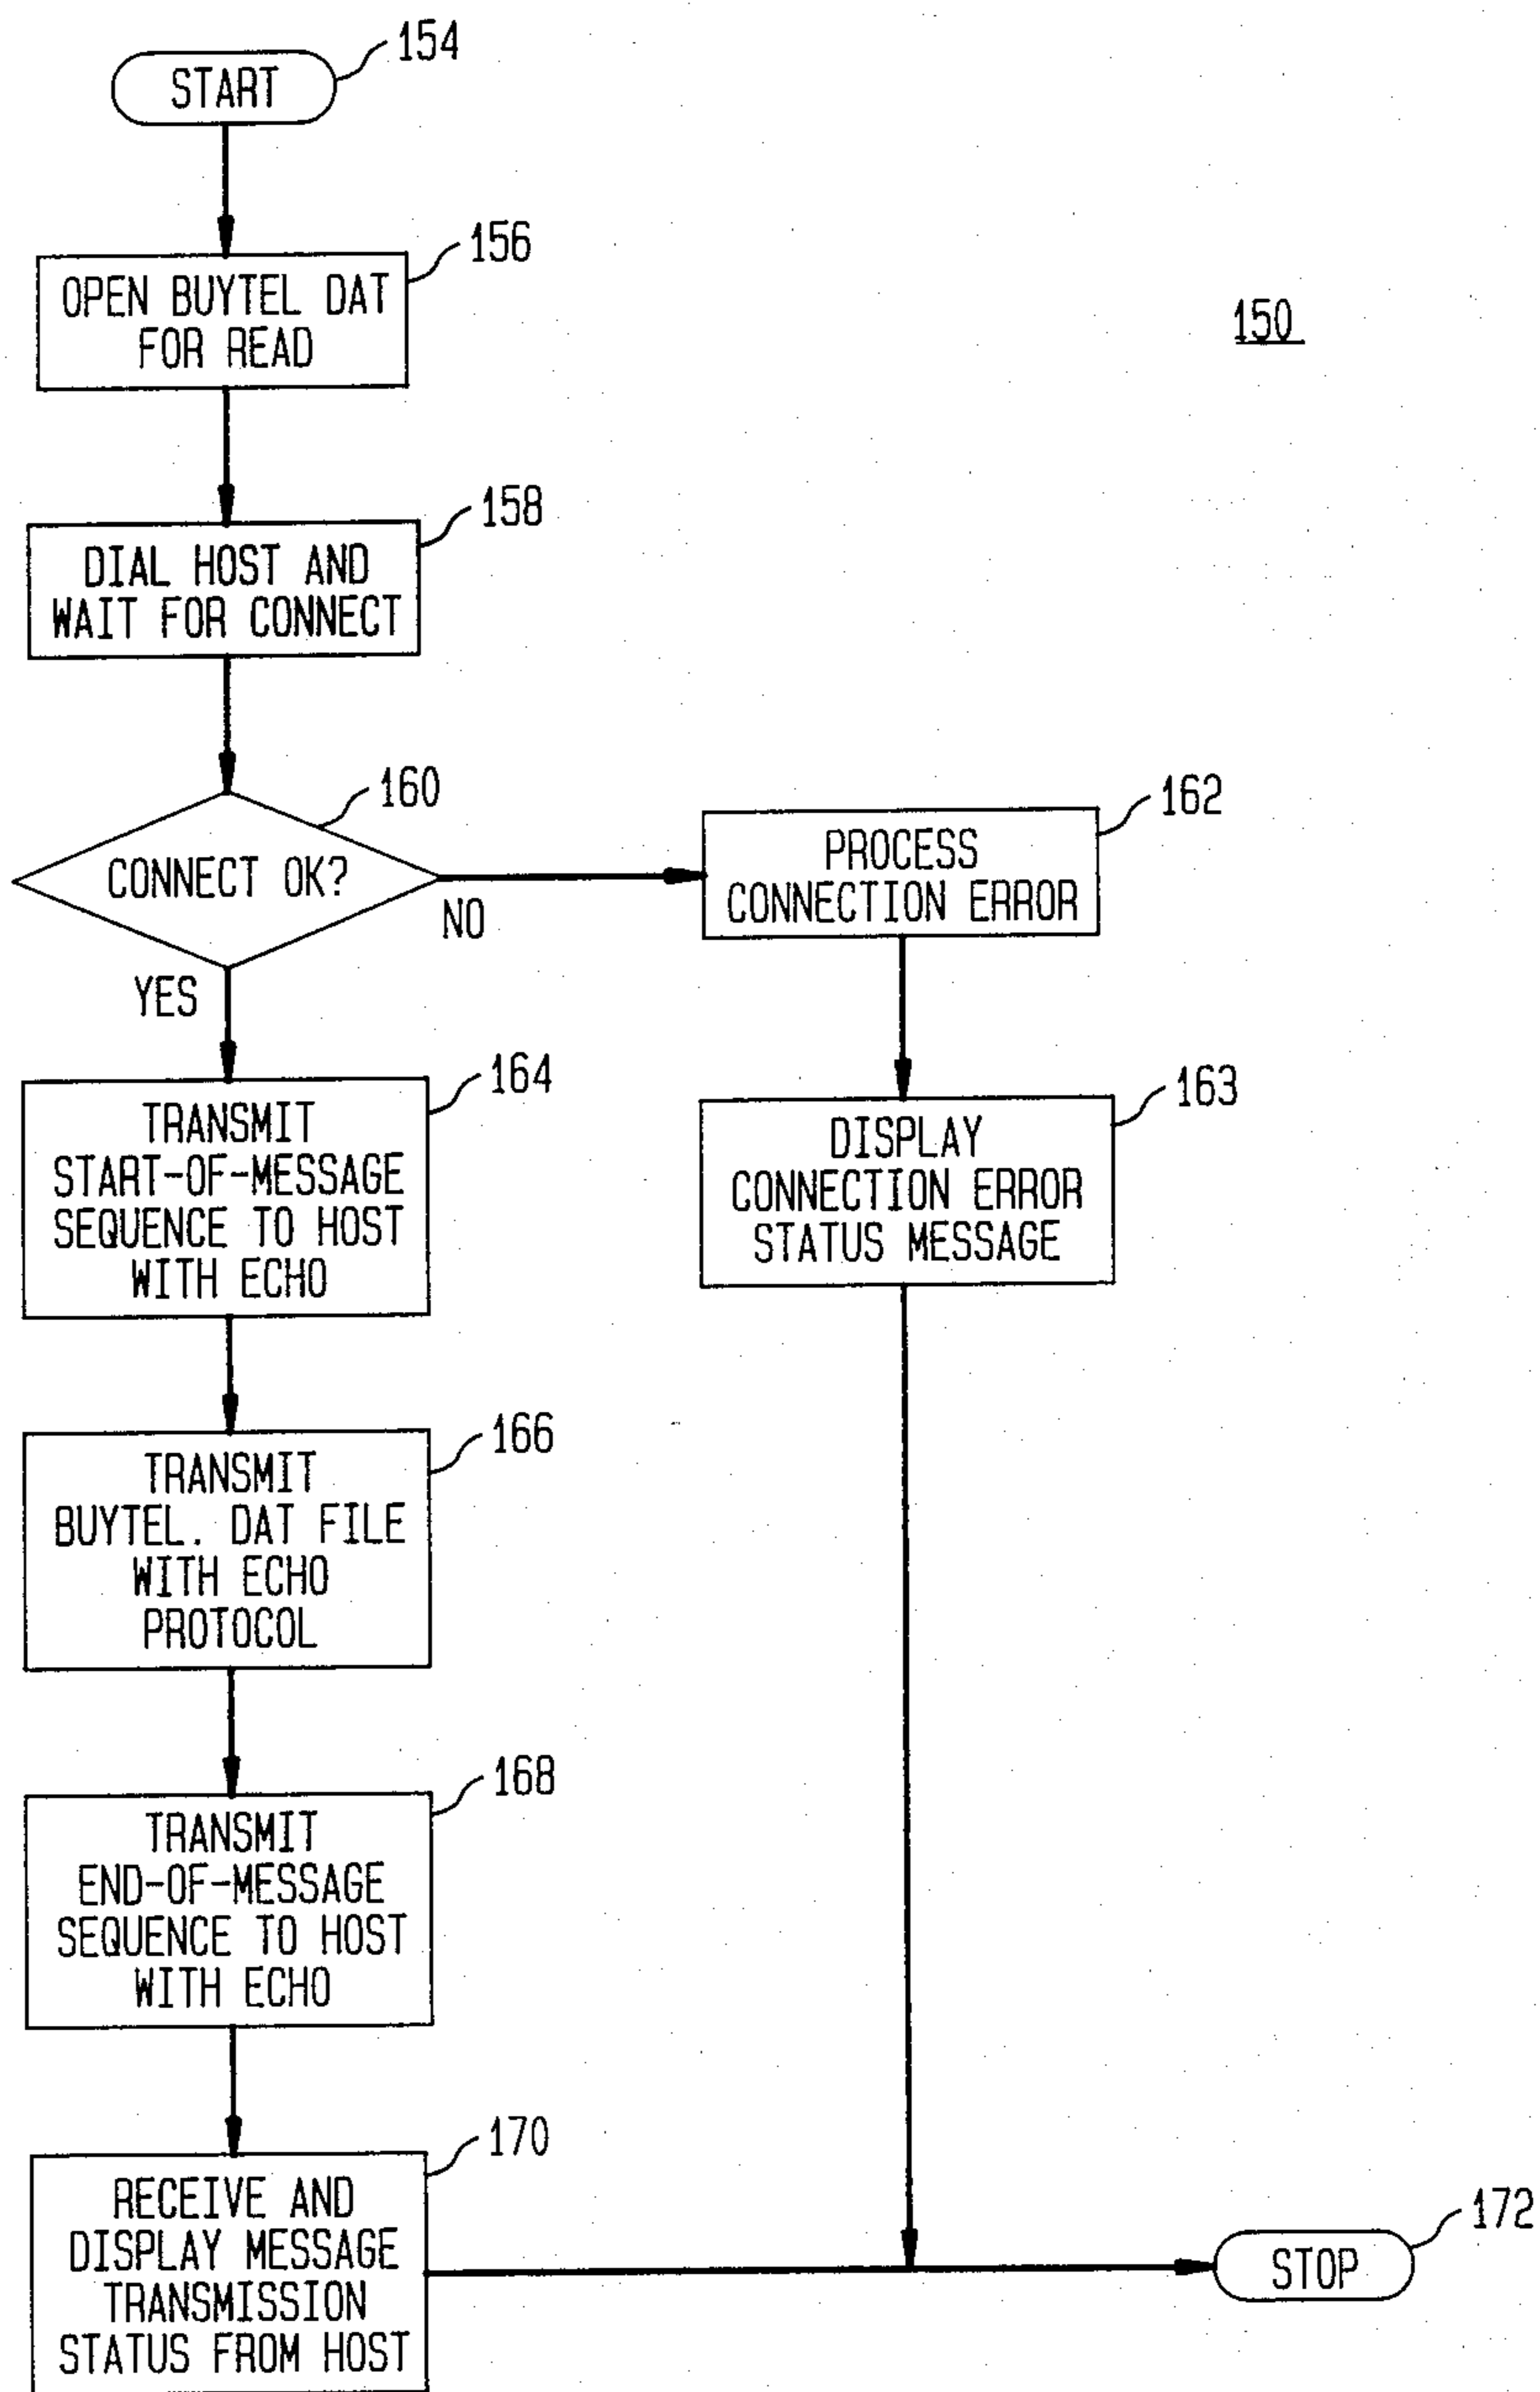 154
START
156
OPEN BUYTEL DAT
FOR READ
150
158
DIAL HOST AND
WAIT FOR CONNECT
160
CONNECT OK?
NO
YES
162
PROCESS
CONNECTION ERROR
164
TRANSMIT
START-OF-MESSAGE
SEQUENCE TO HOST
WITH ECHO
163
DISPLAY
CONNECTION ERROR
STATUS MESSAGE
166
TRANSMIT
BUYTEL. DAT FILE
WITH ECHO
PROTOCOL
168
TRANSMIT
END-OF-MESSAGE
SEQUENCE TO HOST
WITH ECHO
170
RECEIVE AND
DISPLAY MESSAGE
TRANSMISSION
STATUS FROM HOST
172
STOP